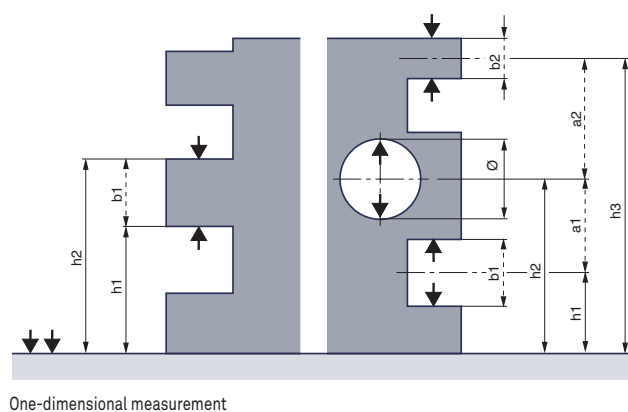 b2
a2
h3
Ø
b1
h2
h1
a1
b1
h2
h1
One-dimensional measurement